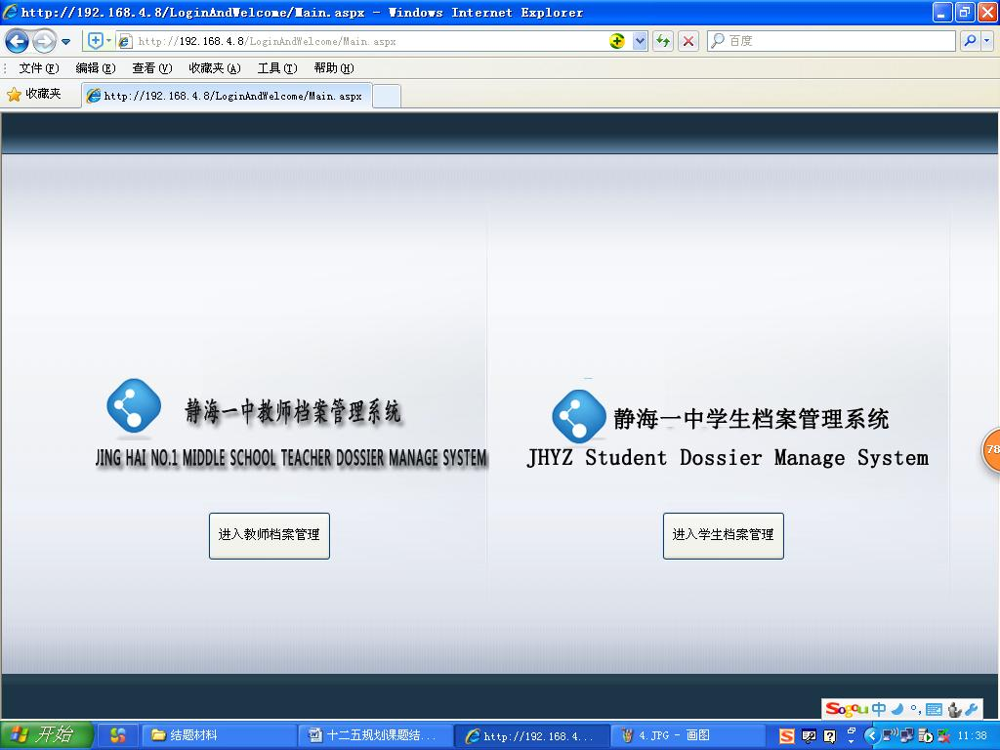 http://192.168.4.8/LoginAndWelcome/Main.aspx - Windows Internet Explorer
http://192.168.4.8/LoginAndWelcome/Main.aspx
百度
文件(F) 编辑(E) 查看(V) 收藏夹(A) 工具(T) 帮助(H)
收藏夹 http://192.168.4.8/LoginAndWelcome/Main.aspx
静海一中教师档案管理系统
JING HAI NO.1 MIDDLE SCHOOL TEACHER DOSSIER MANAGE SYSTEM
进入教师档案管理
静海一中学生档案管理系统
JHYZ Student Dossier Manage System
进入学生档案管理
78
Sogou 中
开始 结题材料 十二五规划课题结... http://192.168.4... 4.JPG - 画图 11:38